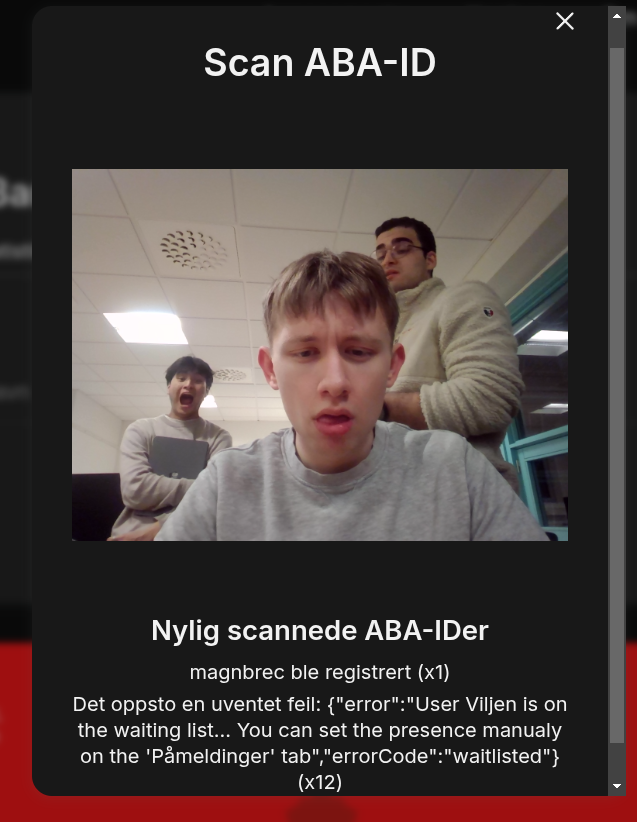 Scan ABA-ID
Nylig scannede ABA-IDer
magnbrec ble registrert (x1)
Det oppsto en uventet feil: {"error":"User Viljen is on
the waiting list... You can set the presence manualy
on the 'Påmeldinger' tab","errorCode":"waitlisted"}
(x12)